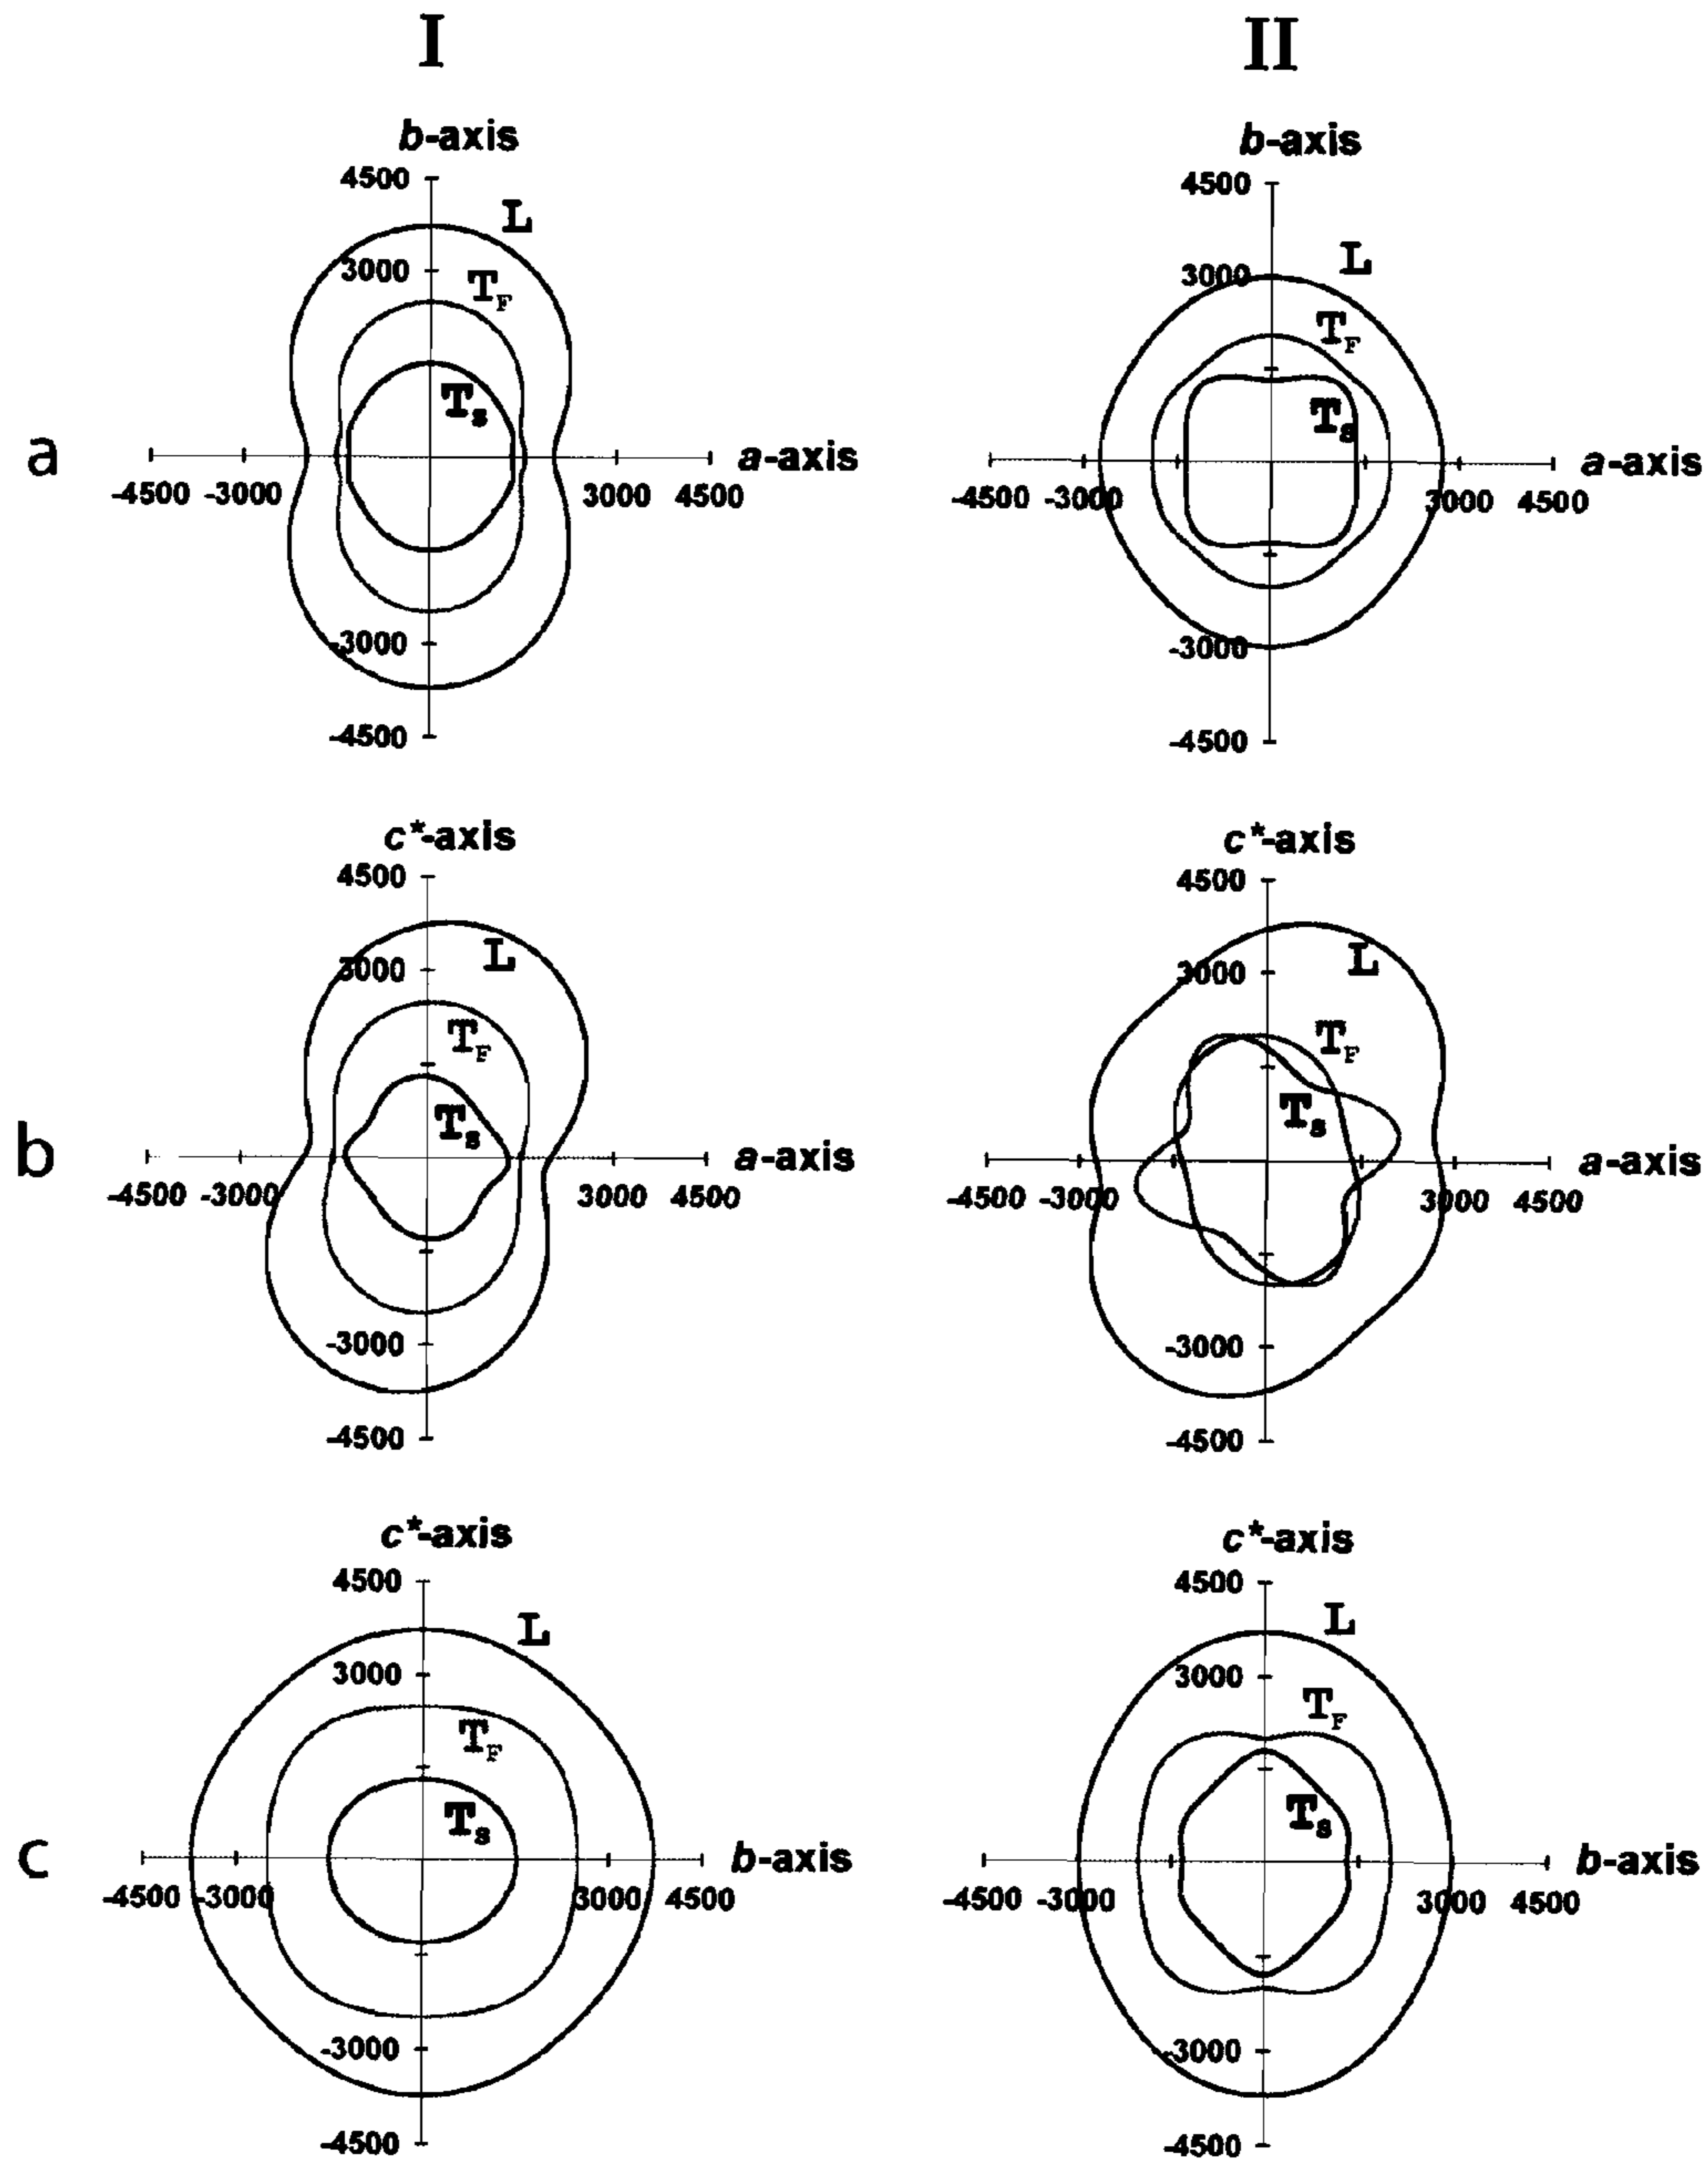 I II
b-axis b-axis
4500 4500
L L
3000 3000
T_F T_F
T_s T_s
a a-axis a-axis
-4500 -3000 3000 4500 -4500 -3000 3000 4500
-3000 -3000
-4500 -4500
c*-axis c*-axis
4500 4500
L L
3000 3000
T_F T_F
T_s T_s
b a-axis a-axis
-4500 -3000 3000 4500 -4500 -3000 3000 4500
-3000 -3000
-4500 -4500
c*-axis c*-axis
4500 4500
L L
3000 3000
T_F T_F
T_s T_s
c b-axis b-axis
-4500 -3000 3000 4500 -4500 -3000 3000 4500
-3000 -3000
-4500 -4500